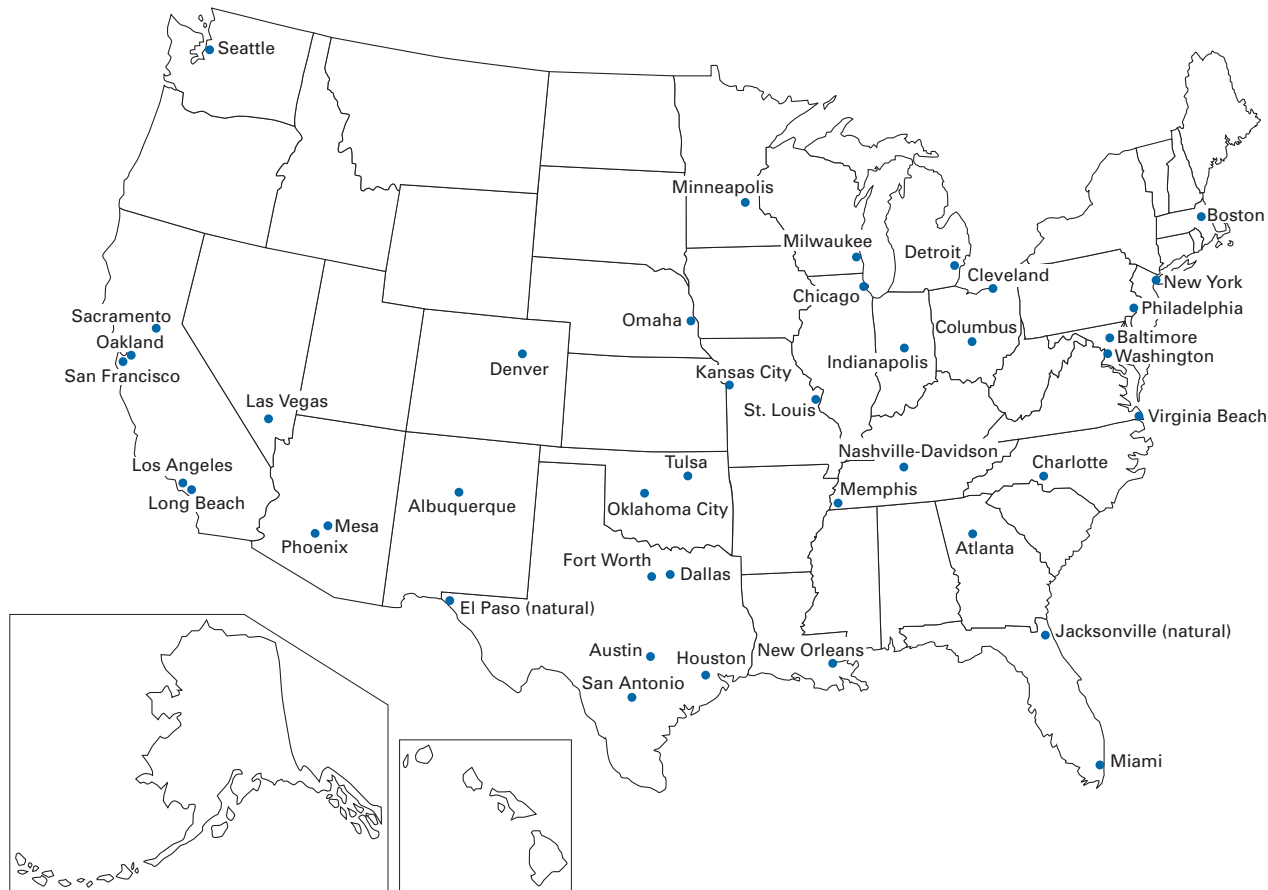 Seattle
Minneapolis
Boston
Milwaukee
Detroit
Cleveland
New York
Chicago
Philadelphia
Sacramento
Omaha
Columbus
Baltimore
Oakland
Indianapolis
Washington
San Francisco
Denver
Kansas City
Las Vegas
St. Louis
Virginia Beach
Nashville-Davidson
Los Angeles
Tulsa
Charlotte
Long Beach
Albuquerque
Oklahoma City
Memphis
Mesa
Phoenix
Atlanta
Fort Worth
Dallas
El Paso (natural)
Jacksonville (natural)
Austin
Houston
New Orleans
San Antonio
Miami